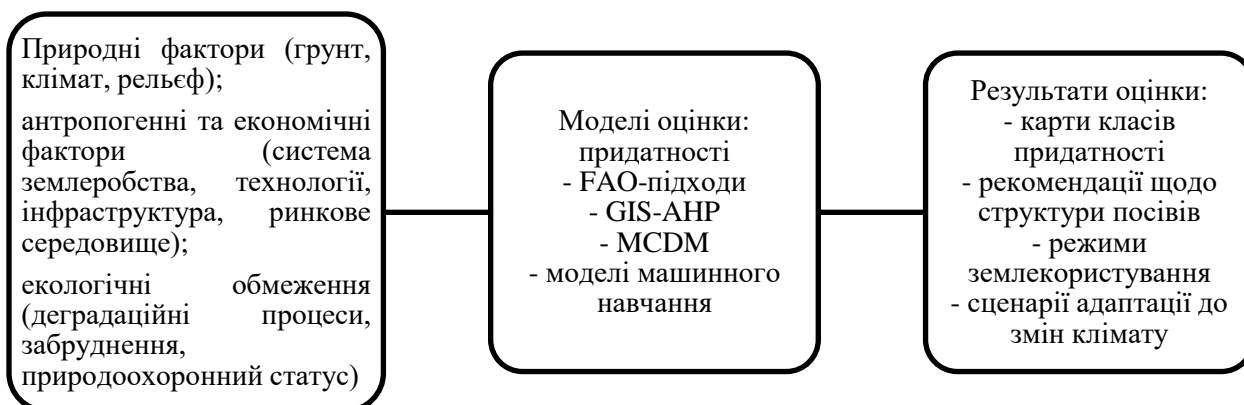 Природні фактори (грунт,
клімат, рельєф);
антропогенні та економічні
фактори (система
землеробства, технології,
інфраструктура, ринкове
середовище);
екологічні обмеження
(деградаційні процеси,
забруднення,
природоохоронний статус)
Моделі оцінки:
придатності
- FAO-підходи
- GIS-AHP
- MCDM
- моделі машинного
навчання
Результати оцінки:
- карти класів
придатності
- рекомендації щодо
структури посівів
- режими
землекористування
- сценарії адаптації до
змін клімату